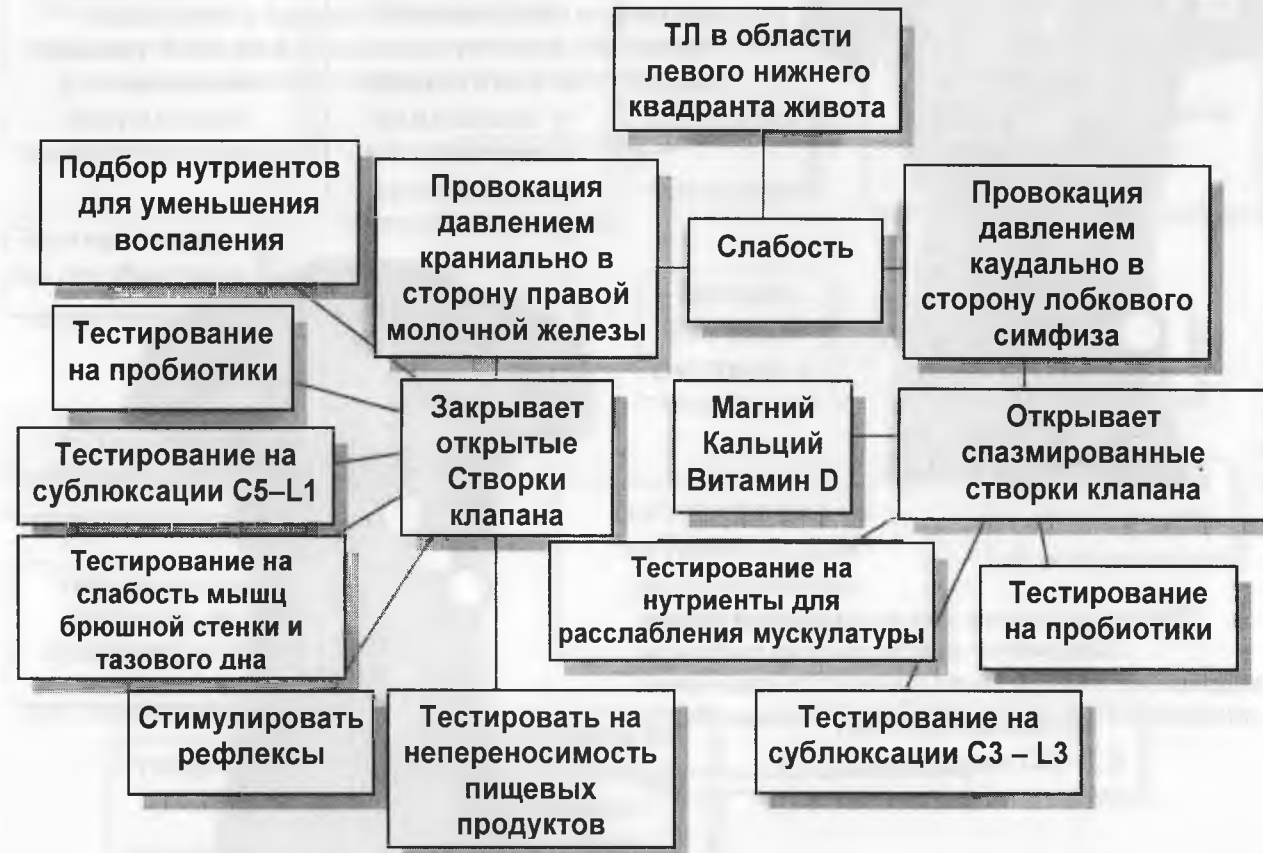 ТЛ в области
левого нижнего
квадранта живота
Подбор нутриентов
для уменьшения
воспаления
Провокация
давлением
краниально в
сторону правой
молочной железы
Слабость
Провокация
давлением
каудально в
сторону лобкового
симфиза
Тестирование
на пробиотики
Закрывает
открытые
Створки
клапана
Магний
Кальций
Витамин D
Открывает
спазмированные
створки клапана
Тестирование на
сублюксации C5–L1
Тестирование на
слабость мышц
брюшной стенки и
тазового дна
Тестирование на
нутриенты для
расслабления мускулатуры
Тестирование
на пробиотики
Стимулировать
рефлексы
Тестировать на
непереносимость
пищевых
продуктов
Тестирование на
сублюксации C3 – L3